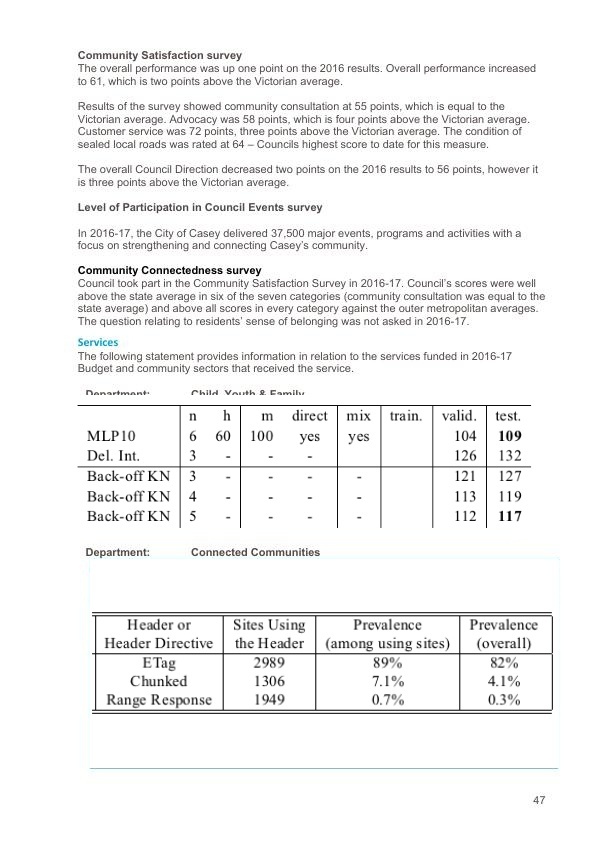 Community Satisfaction survey
The overall performance was up one point on the 2016 results. Overall performance increased
to 61, which is two points above the Victorian average.
Results of the survey showed community consultation at 55 points, which is equal to the
Victorian average. Advocacy was 58 points, which is four points above the Victorian average.
Customer service was 72 points, three points above the Victorian average. The condition of
sealed local roads was rated at 64 – Councils highest score to date for this measure.
The overall Council Direction decreased two points on the 2016 results to 56 points, however it
is three points above the Victorian average.
Level of Participation in Council Events survey
In 2016-17, the City of Casey delivered 37,500 major events, programs and activities with a
focus on strengthening and connecting Casey's community.
Community Connectedness survey
Council took part in the Community Satisfaction Survey in 2016-17. Council's scores were well
above the state average in six of the seven categories (community consultation was equal to the
state average) and above all scores in every category against the outer metropolitan averages.
The question relating to residents' sense of belonging was not asked in 2016-17.
Services
The following statement provides information in relation to the services funded in 2016-17
Budget and community sectors that received the service.
Department: Child, Youth & Family
n h m direct mix train. valid. test.
MLP10 6 60 100 yes yes 104 109
Del. Int. 3 - - - 126 132
Back-off KN 3 - - - - 121 127
Back-off KN 4 - - - - 113 119
Back-off KN 5 - - - - 112 117
Department: Connected Communities
Header or Sites Using Prevalence Prevalence
Header Directive the Header (among using sites) (overall)
ETag 2989 89% 82%
Chunked 1306 7.1% 4.1%
Range Response 1949 0.7% 0.3%
47